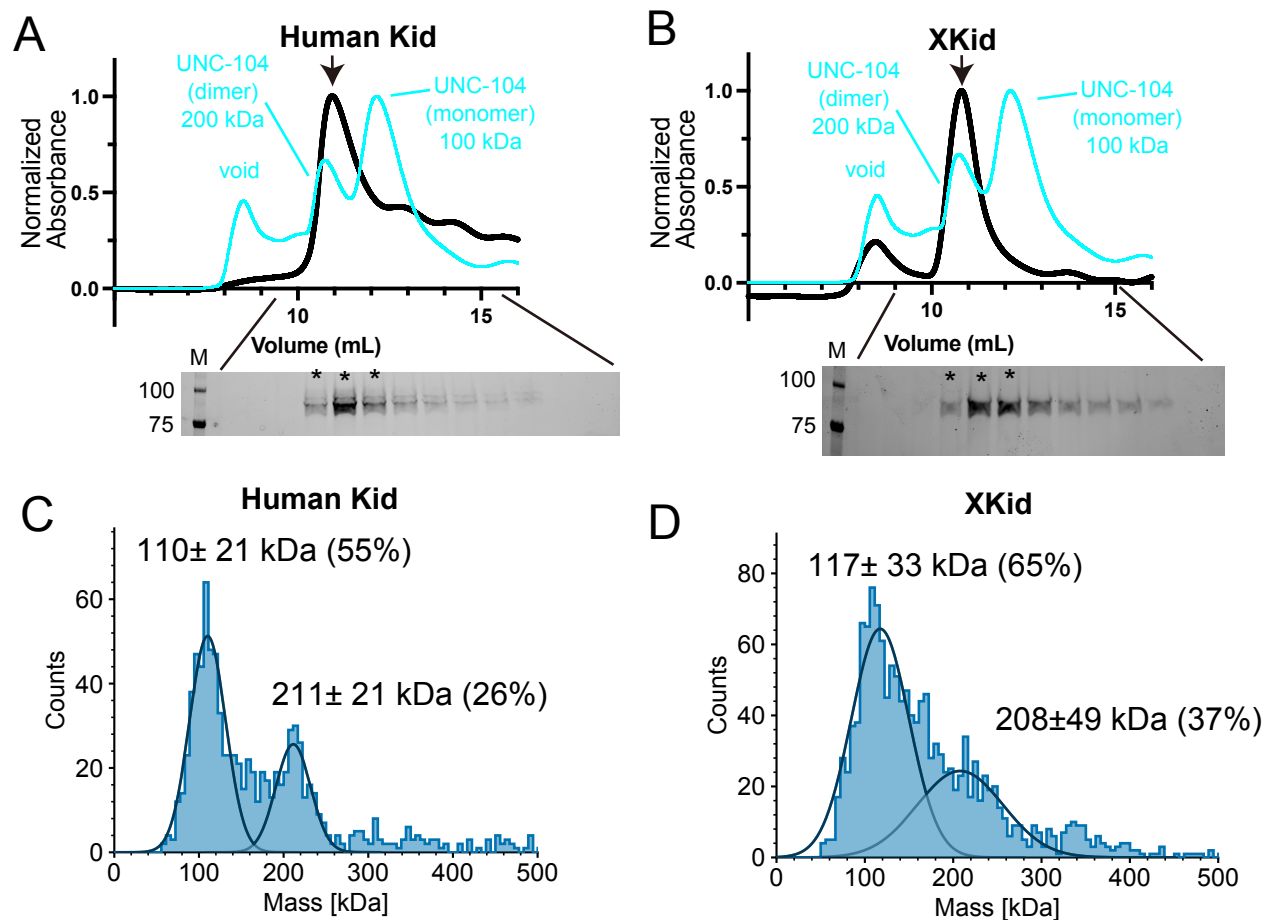 A
Human Kid
UNC-104
(dimer)
200 kDa
UNC-104
(monomer)
100 kDa
void
Normalized
Absorbance
1.0
0.5
0.0
10
15
Volume (mL)
M
100
75
* * *
B
XKid
UNC-104
(dimer)
200 kDa
UNC-104
(monomer)
100 kDa
void
Normalized
Absorbance
1.0
0.5
0.0
10
15
Volume (mL)
M
100
75
* * *
C
Human Kid
110± 21 kDa (55%)
211± 21 kDa (26%)
Counts
60
40
20
0
0 100 200 300 400 500
Mass [kDa]
D
XKid
117± 33 kDa (65%)
208±49 kDa (37%)
Counts
80
60
40
20
0
0 100 200 300 400 500
Mass [kDa]